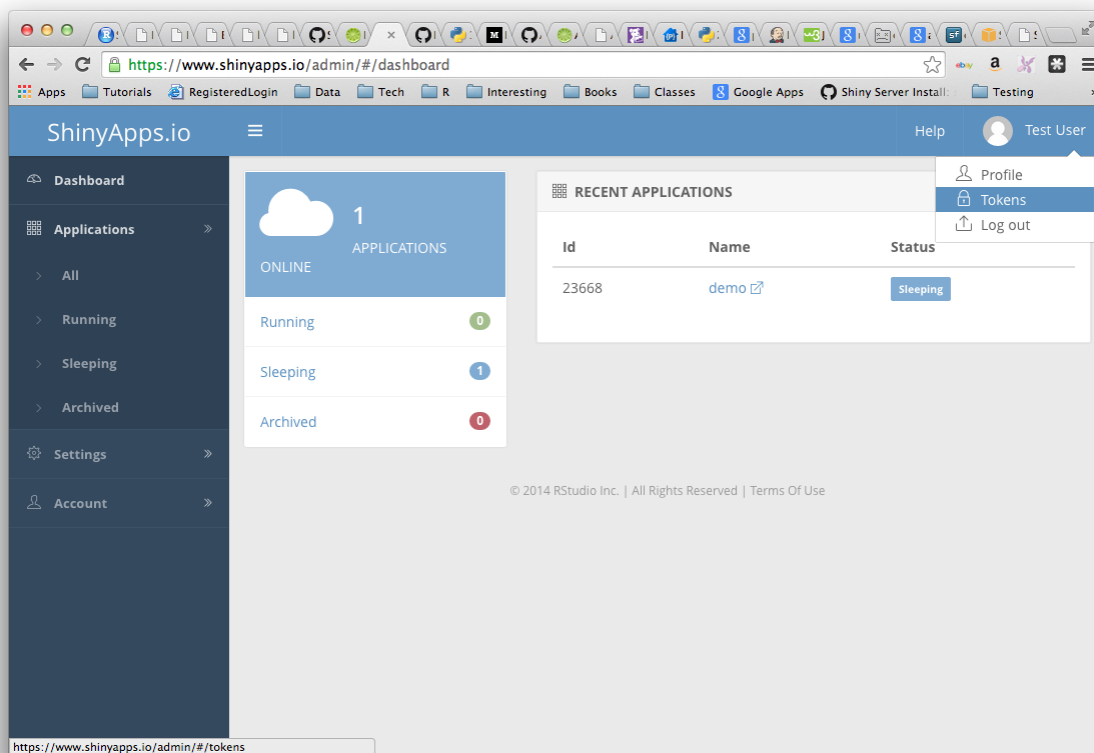 https://www.shinyapps.io/admin/#/dashboard
Apps Tutorials RegisteredLogin Data Tech R Interesting Books Classes Google Apps Shiny Server Install: Testing
ShinyApps.io Help Test User
Profile
Tokens
Log out
Dashboard
Applications
All
Running
Sleeping
Archived
Settings
Account
1
APPLICATIONS
ONLINE
Running 0
Sleeping 1
Archived 0
RECENT APPLICATIONS
Id Name Status
23668 demo Sleeping
© 2014 RStudio Inc. | All Rights Reserved | Terms Of Use
https://www.shinyapps.io/admin/#/tokens